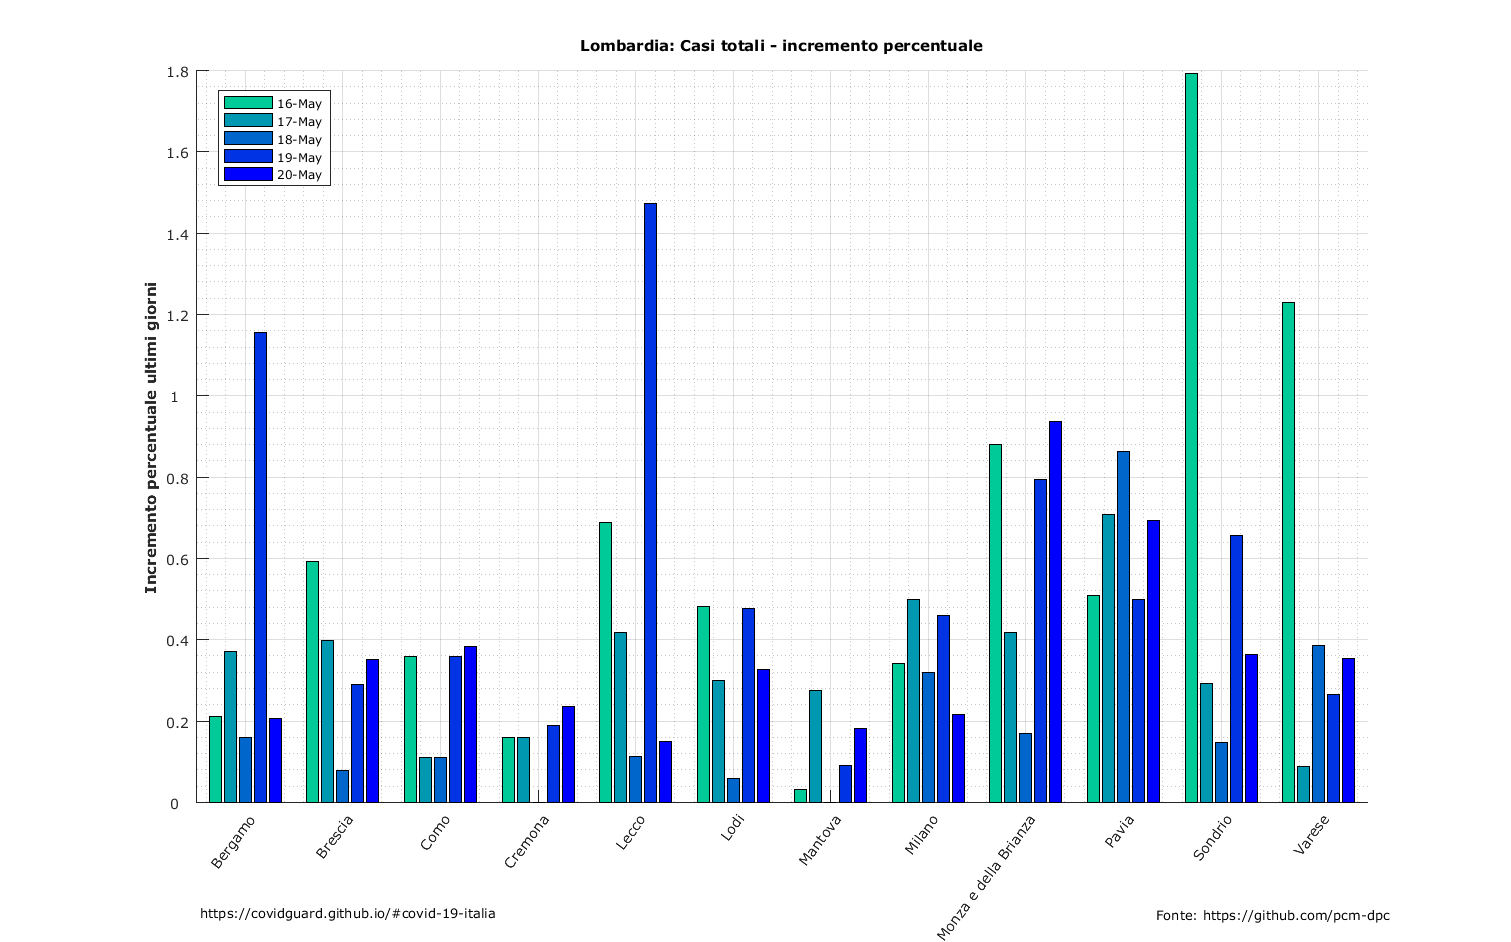 Lombardia: Casi totali - incremento percentuale
1.8
1.6
1.4
1.2
1
0.8
0.6
0.4
0.2
0
Incremento percentuale ultimi giorni
16-May
17-May
18-May
19-May
20-May
Bergamo
Brescia
Como
Cremona
Lecco
Lodi
Mantova
Milano
Monza e della Brianza
Pavia
Sondrio
Varese
https://covidguard.github.io/#covid-19-italia
Fonte: https://github.com/pcm-dpc